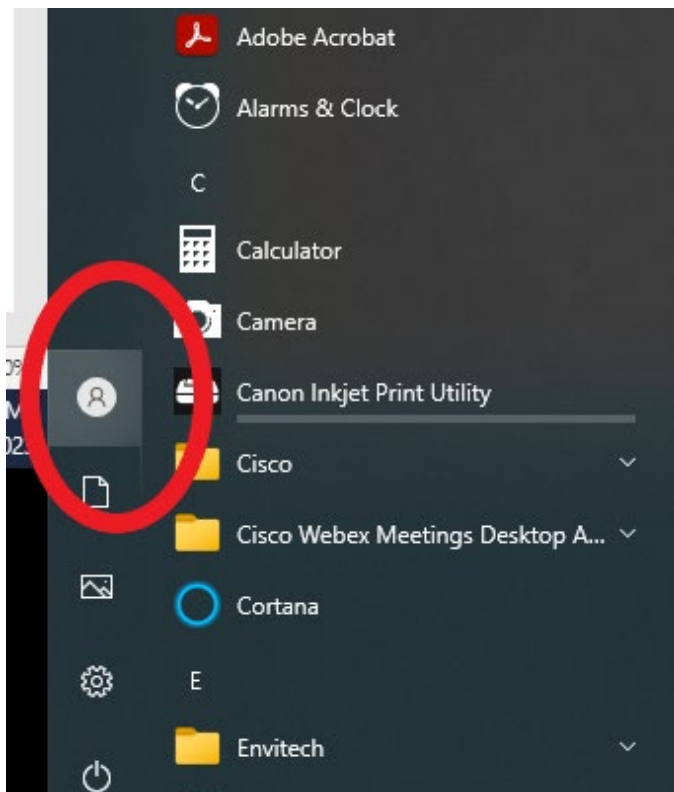 Adobe Acrobat
Alarms & Clock
C
Calculator
Camera
Canon Inkjet Print Utility
Cisco
Cisco Webex Meetings Desktop A...
Cortana
E
Envitech